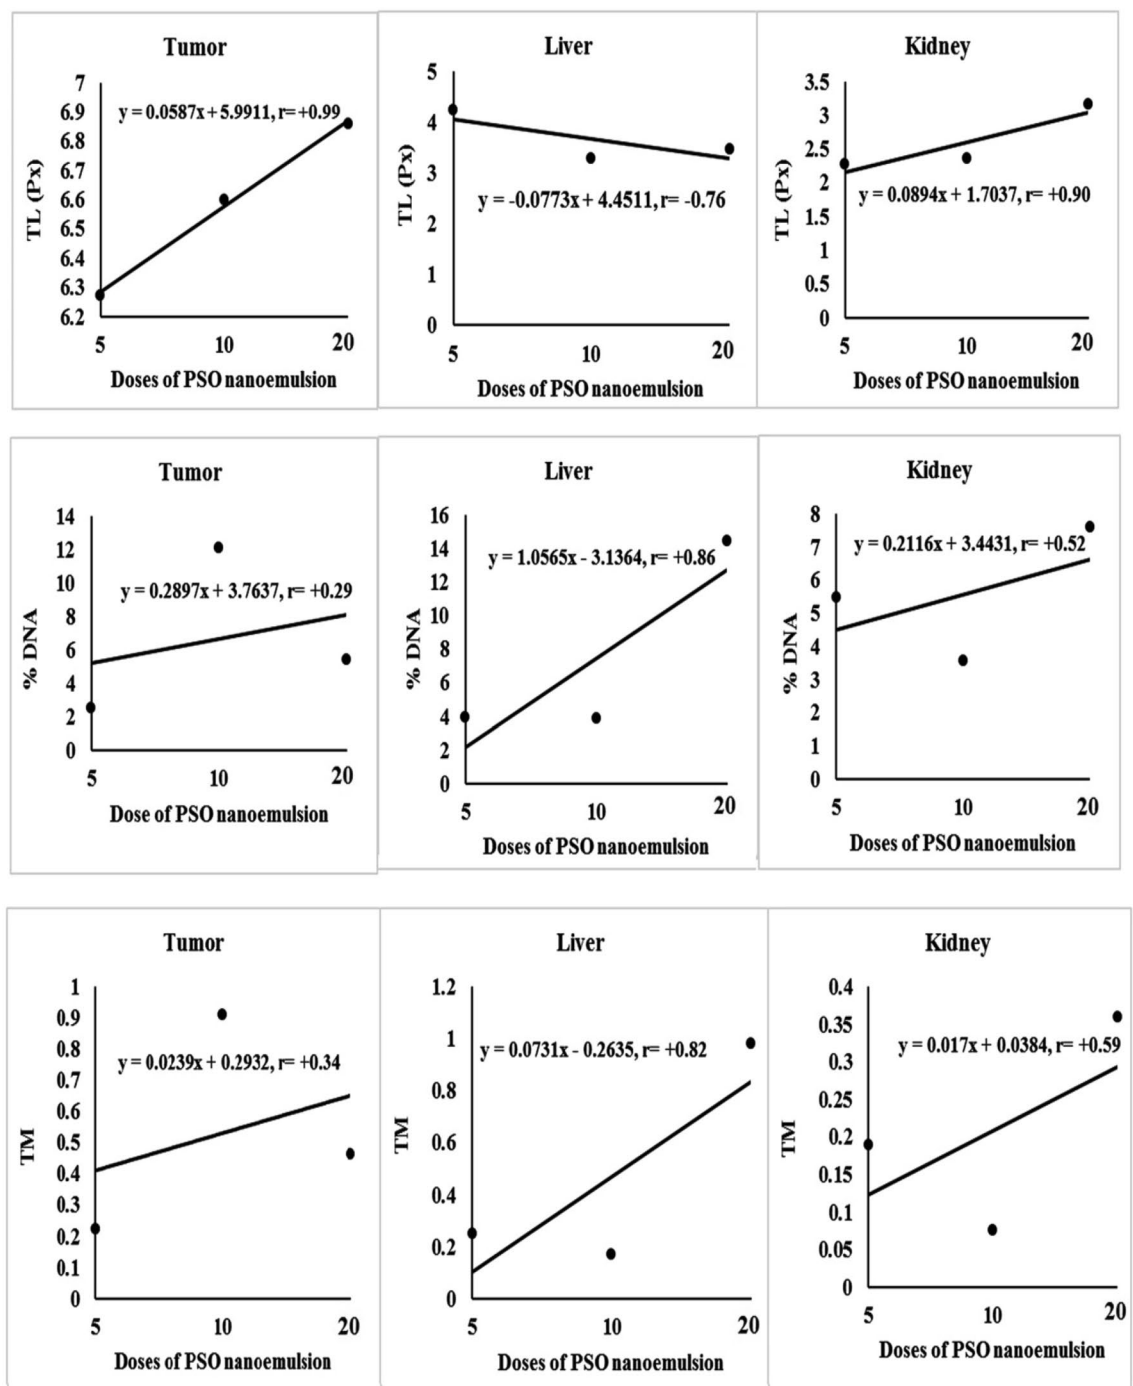 Tumor
y = 0.0587x + 5.9911, r= +0.99
TL (Px)
7
6.9
6.8
6.7
6.6
6.5
6.4
6.3
6.2
5 10 20
Doses of PSO nanoemulsion
Liver
y = -0.0773x + 4.4511, r= -0.76
TL (Px)
5
4
3
2
1
0
5 10 20
Doses of PSO nanoemulsion
Kidney
y = 0.0894x + 1.7037, r= +0.90
TL (Px)
3.5
3
2.5
2
1.5
1
0.5
0
5 10 20
Doses of PSO nanoemulsion
Tumor
y = 0.2897x + 3.7637, r= +0.29
% DNA
14
12
10
8
6
4
2
0
5 10 20
Dose of PSO nanoemulsion
Liver
y = 1.0565x - 3.1364, r= +0.86
% DNA
16
14
12
10
8
6
4
2
0
5 10 20
Doses of PSO nanoemulsion
Kidney
y = 0.2116x + 3.4431, r= +0.52
% DNA
8
7
6
5
4
3
2
1
0
5 10 20
Doses of PSO nanoemulsion
Tumor
y = 0.0239x + 0.2932, r= +0.34
TM
1
0.9
0.8
0.7
0.6
0.5
0.4
0.3
0.2
0.1
0
5 10 20
Doses of PSO nanoemulsion
Liver
y = 0.0731x - 0.2635, r= +0.82
TM
1.2
1
0.8
0.6
0.4
0.2
0
5 10 20
Doses of PSO nanoemulsion
Kidney
y = 0.017x + 0.0384, r= +0.59
TM
0.4
0.35
0.3
0.25
0.2
0.15
0.1
0.05
0
5 10 20
Doses of PSO nanoemulsion